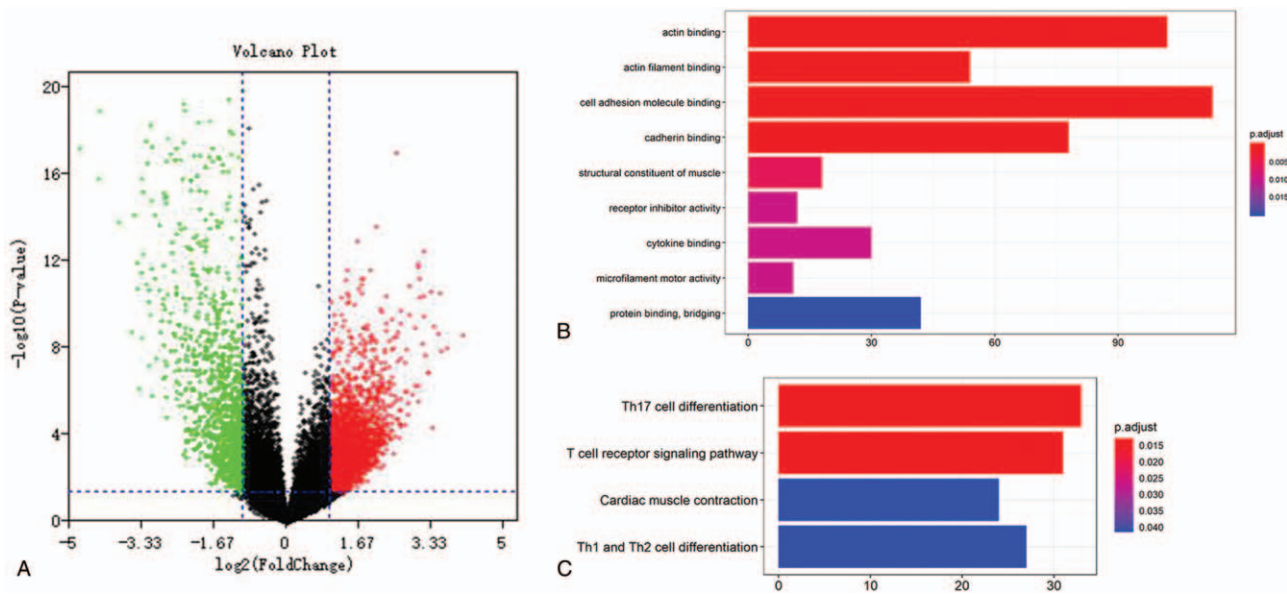 Volcano Plot
20
16
12
8
4
0
-log10(P-value)
-5 -3.33 -1.67 0 1.67 3.33 5
log2(FoldChange)
A
actin binding
actin filament binding
cell adhesion molecule binding
cadherin binding
structural constituent of muscle
receptor inhibitor activity
cytokine binding
microfilament motor activity
protein binding, bridging
0 30 60 90
p.adjust
0.005
0.010
0.015
B
Th17 cell differentiation
T cell receptor signaling pathway
Cardiac muscle contraction
Th1 and Th2 cell differentiation
0 10 20 30
p.adjust
0.015
0.020
0.025
0.030
0.035
0.040
C